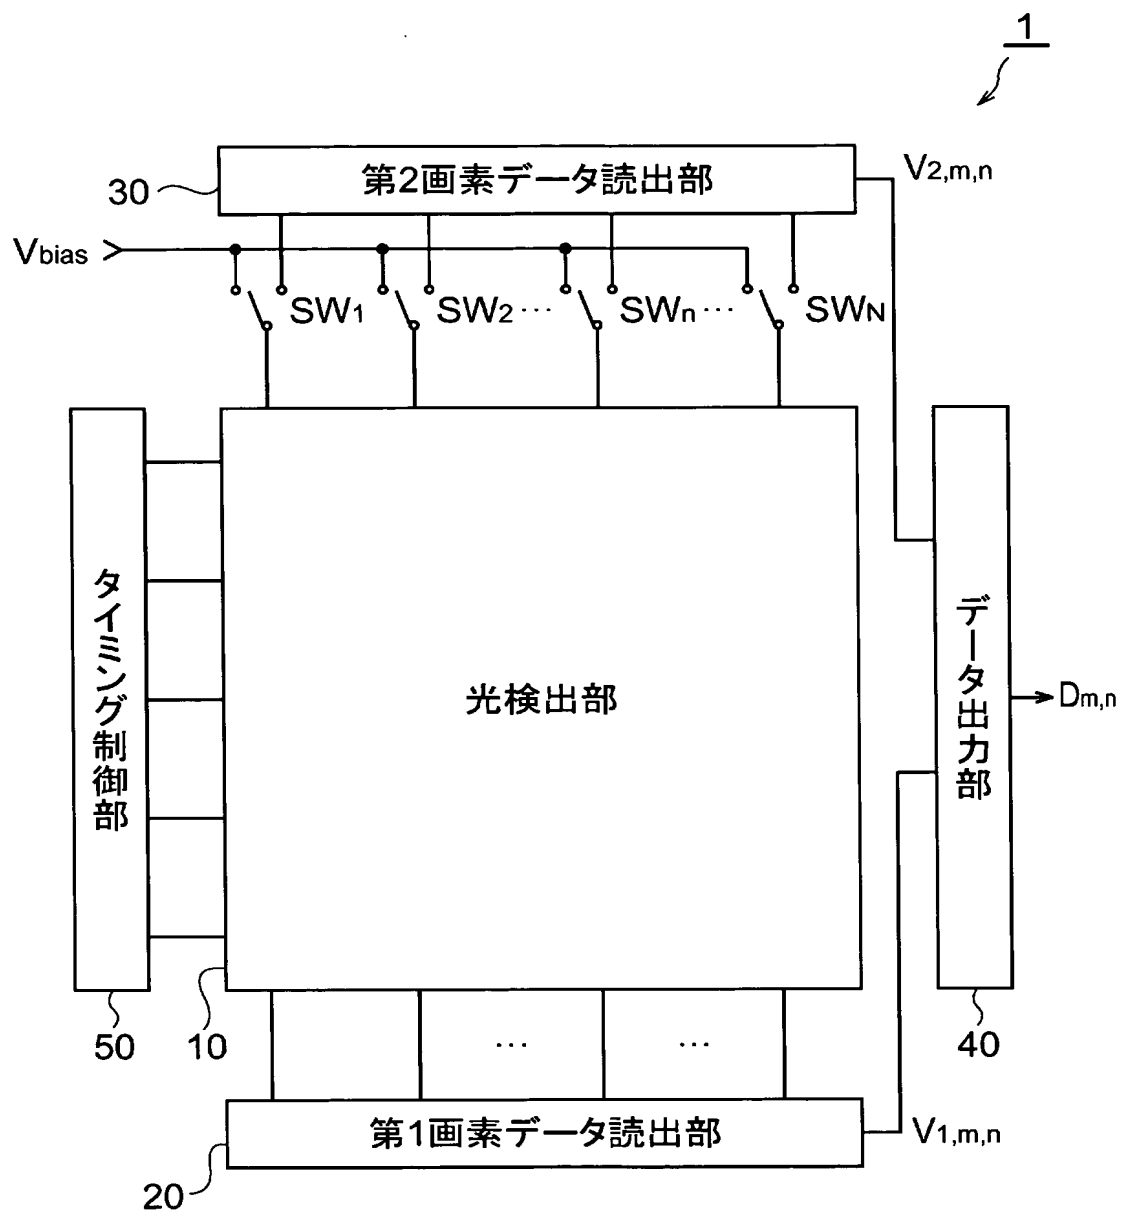 1
第2画素データ読出部
30
V2,m,n
Vbias
SW1
SW2
SWn
SWN
タイミング制御部
光検出部
データ出力部
Dm,n
50
10
40
第1画素データ読出部
20
V1,m,n